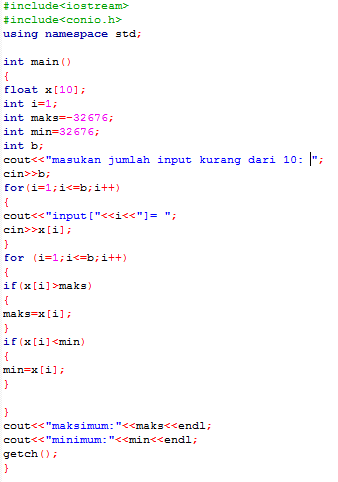 #include<iostream>
#include<conio.h>
using namespace std;
int main()
{
float x[10];
int i=1;
int maks=-32676;
int min=32676;
int b;
cout<<"masukan jumlah input kurang dari 10: ";
cin>>b;
for(i=1;i<=b;i++)
{
cout<<"input["<<i<<"]= ";
cin>>x[i];
}
for (i=1;i<=b;i++)
{
if(x[i]>maks)
{
maks=x[i];
}
if(x[i]<min)
{
min=x[i];
}
}
cout<<"maksimum:"<<maks<<endl;
cout<<"minimum:"<<min<<endl;
getch();
}